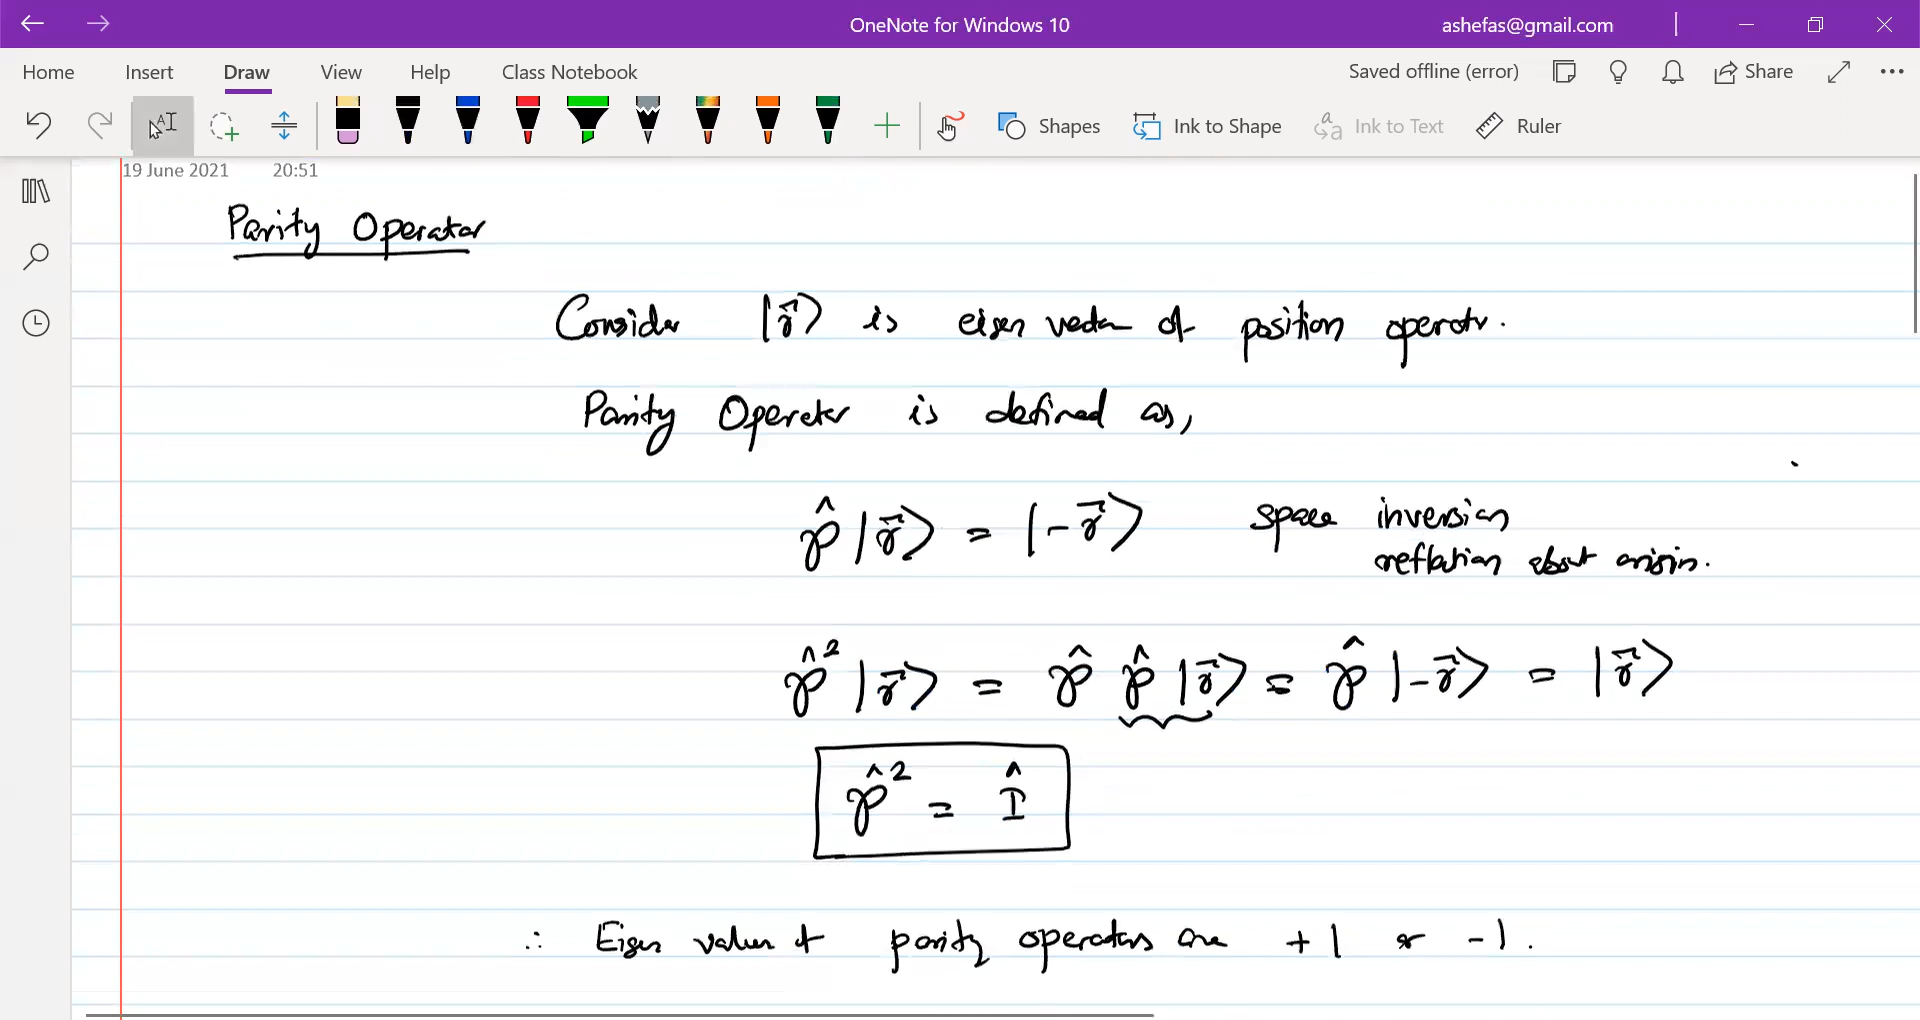 OneNote for Windows 10
ashefas@gmail.com
Home Insert Draw View Help Class Notebook
Saved offline (error) Share
Shapes Ink to Shape Ink to Text Ruler
19 June 2021 20:51
Parity Operator
Consider |r⃗⟩ is eigen vector of position operator.
Parity Operator is defined as,
𝒫̂ |r⃗⟩ = |-r⃗⟩ space inversion
reflection about origin.
𝒫̂² |r⃗⟩ = 𝒫̂ 𝒫̂ |r⃗⟩ = 𝒫̂ |-r⃗⟩ = |r⃗⟩
𝒫̂² = Î
∴ Eigen values of parity operators are +1 or -1.